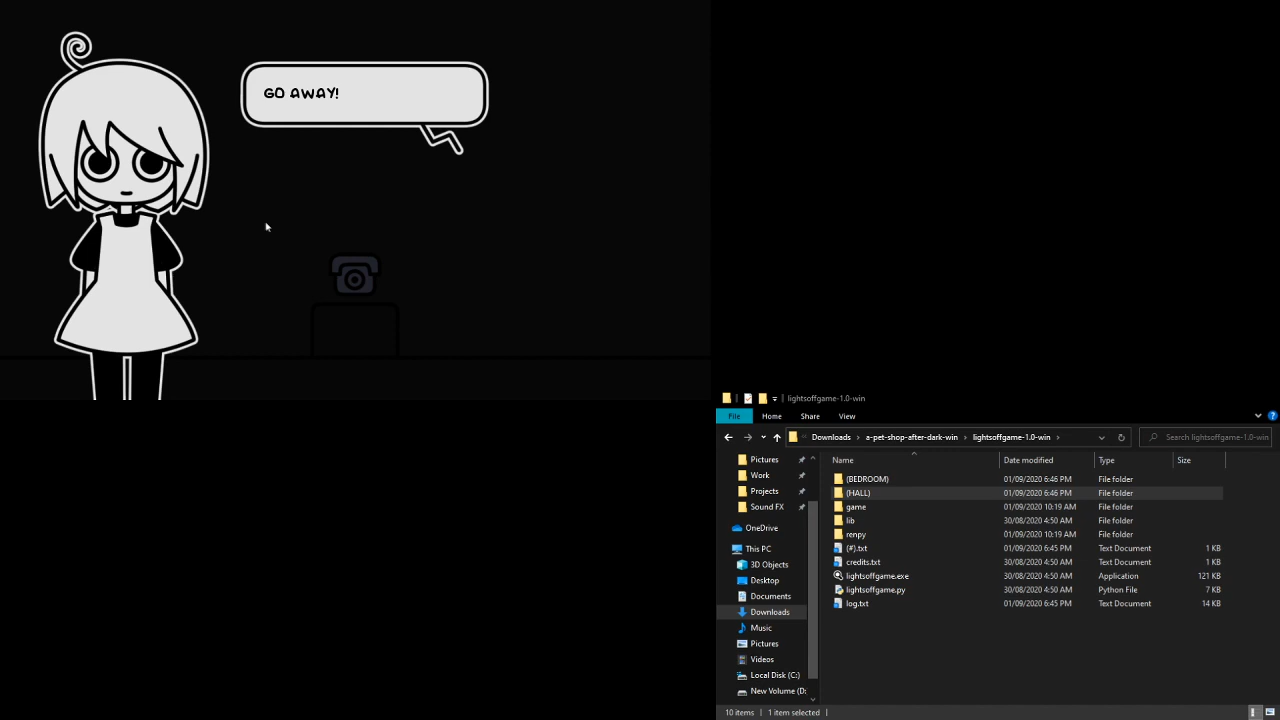 GO AWAY!
lightsoffgame-1.0-win
File Home Share View
Downloads a-pet-shop-after-dark-win lightsoffgame-1.0-win Search lightsoffgame-1.0-win
Pictures
Work
Projects
Sound FX
OneDrive
This PC
3D Objects
Desktop
Documents
Downloads
Music
Pictures
Videos
Local Disk (C:)
New Volume (D:
Name Date modified Type Size
(BEDROOM) 01/09/2020 6:46 PM File folder
(HALL) 01/09/2020 6:46 PM File folder
game 01/09/2020 10:19 AM File folder
lib 30/08/2020 4:50 AM File folder
renpy 01/09/2020 10:19 AM File folder
(#).txt 01/09/2020 6:45 PM Text Document 1 KB
credits.txt 30/08/2020 4:50 AM Text Document 1 KB
lightsoffgame.exe 30/08/2020 4:50 AM Application 121 KB
lightsoffgame.py 30/08/2020 4:50 AM Python File 7 KB
log.txt 01/09/2020 6:45 PM Text Document 14 KB
10 items 1 item selected